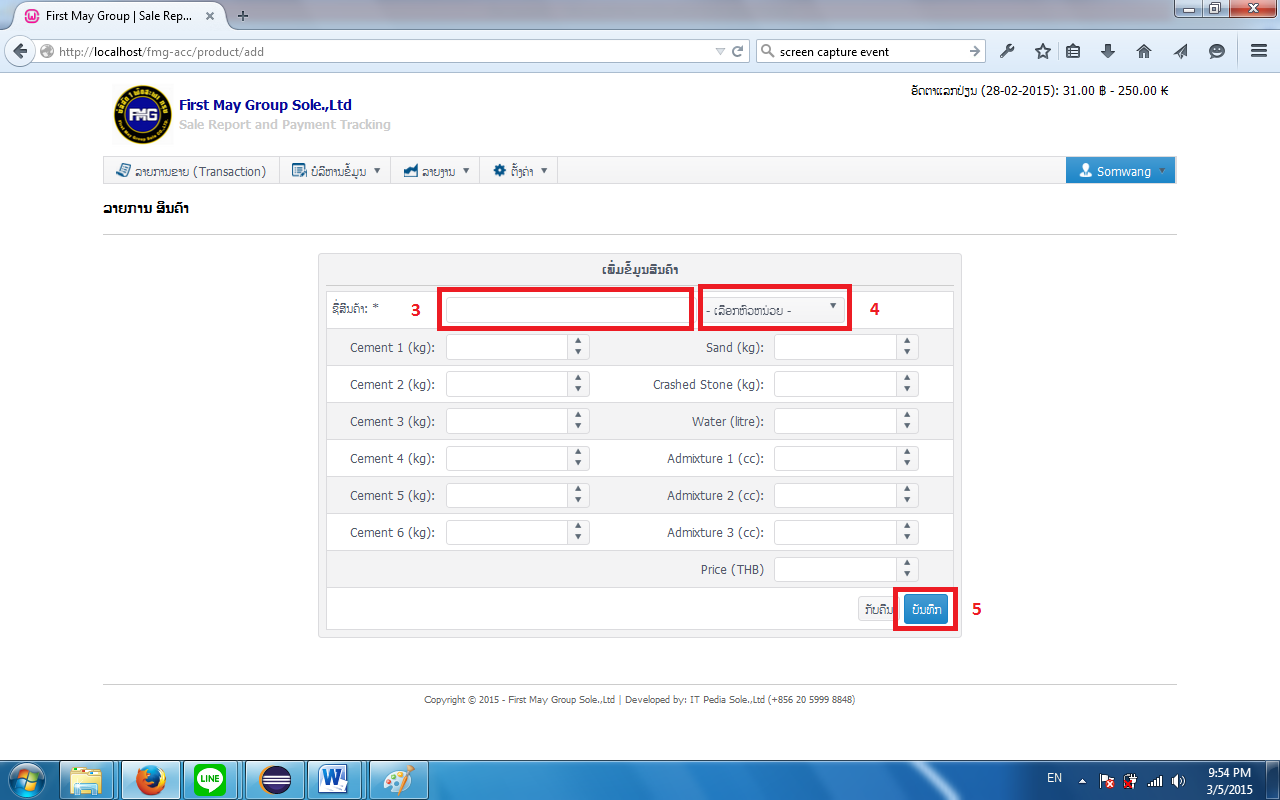 First May Group | Sale Rep...
http://localhost/fmg-acc/product/add
screen capture event
FMG
First May Group Sole.,Ltd
Sale Report and Payment Tracking
ອັດຕາແລກປ່ຽນ (28-02-2015): 31.00 ฿ - 250.00 ₭
ລາຍການຂາຍ (Transaction)
ບໍລິຫານຂໍ້ມູນ
ລາຍງານ
ຕັ້ງຄ່າ
Somwang
ລາຍການ ສິນຄ້າ
ເພີ່ມຂໍ້ມູນສິນຄ້າ
ຊື່ສິນຄ້າ: * 3 - ເລືອກຫົວຫນ່ວຍ - 4
Cement 1 (kg): Sand (kg):
Cement 2 (kg): Crashed Stone (kg):
Cement 3 (kg): Water (litre):
Cement 4 (kg): Admixture 1 (cc):
Cement 5 (kg): Admixture 2 (cc):
Cement 6 (kg): Admixture 3 (cc):
Price (THB)
ກັບຄືນ ບັນທຶກ 5
Copyright © 2015 - First May Group Sole.,Ltd | Developed by: IT Pedia Sole.,Ltd (+856 20 5999 8848)
LINE
EN
9:54 PM
3/5/2015